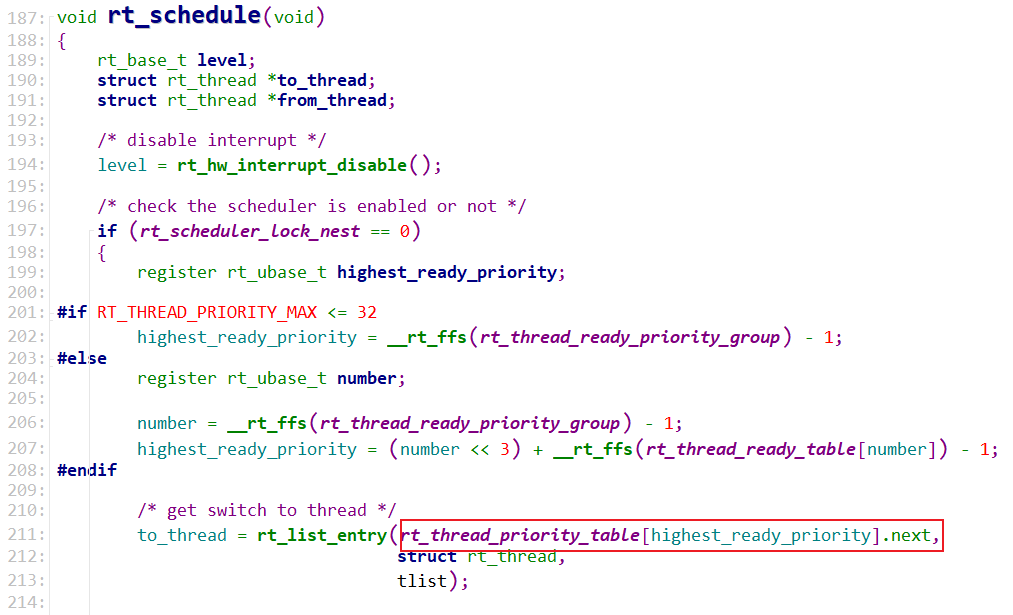 187: void rt_schedule(void)
188: {
189:     rt_base_t level;
190:     struct rt_thread *to_thread;
191:     struct rt_thread *from_thread;
192:
193:     /* disable interrupt */
194:     level = rt_hw_interrupt_disable();
195:
196:     /* check the scheduler is enabled or not */
197:     if (rt_scheduler_lock_nest == 0)
198:     {
199:         register rt_ubase_t highest_ready_priority;
200:
201: #if RT_THREAD_PRIORITY_MAX <= 32
202:         highest_ready_priority = __rt_ffs(rt_thread_ready_priority_group) - 1;
203: #else
204:         register rt_ubase_t number;
205:
206:         number = __rt_ffs(rt_thread_ready_priority_group) - 1;
207:         highest_ready_priority = (number << 3) + __rt_ffs(rt_thread_ready_table[number]) - 1;
208: #endif
209:
210:         /* get switch to thread */
211:         to_thread = rt_list_entry(rt_thread_priority_table[highest_ready_priority].next,
212:                                   struct rt_thread,
213:                                   tlist);
214: